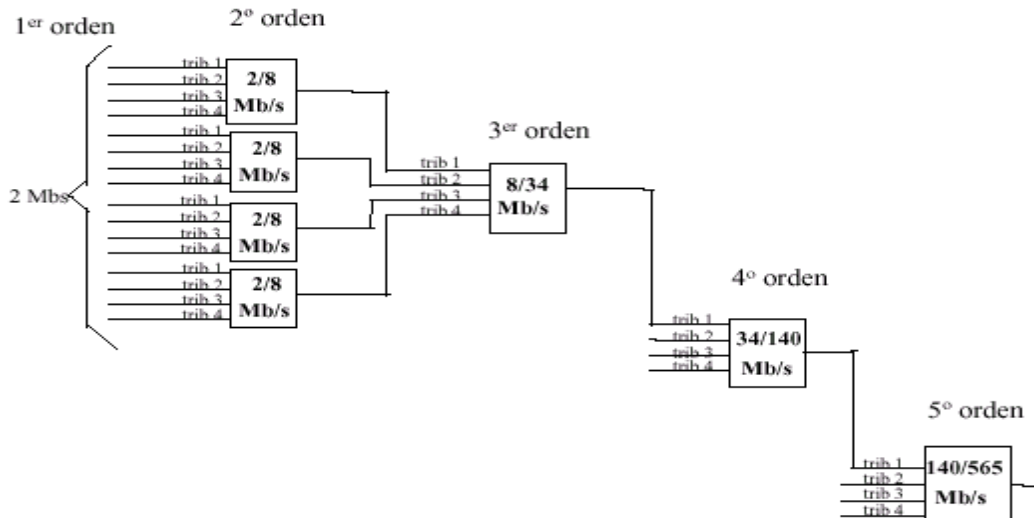 1er orden
2º orden
trib 1
trib 2
trib 3
trib 4
2/8
Mb/s
trib 1
trib 2
trib 3
trib 4
2/8
Mb/s
2 Mbs
trib 1
trib 2
trib 3
trib 4
2/8
Mb/s
trib 1
trib 2
trib 3
trib 4
2/8
Mb/s
3er orden
trib 1
trib 2
trib 3
trib 4
8/34
Mb/s
4º orden
trib 1
trib 2
trib 3
trib 4
34/140
Mb/s
5º orden
trib 1
trib 2
trib 3
trib 4
140/565
Mb/s